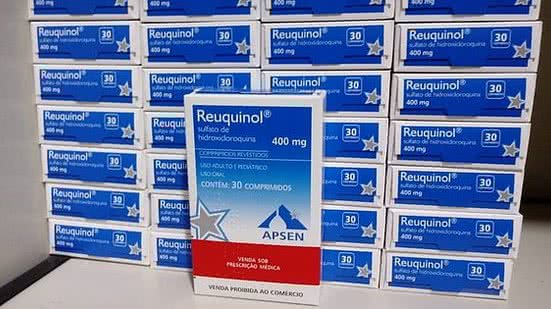 Reuquinol®
sulfato de
hidroxicloroquina
400 mg
COMPRIMIDOS REVESTIDOS
USO ADULTO E PEDIÁTRICO
USO ORAL
CONTÉM: 30 COMPRIMIDOS
APSEN
VENDA SOB
PRESCRIÇÃO MÉDICA
VENDA PROIBIDA AO COMÉRCIO
Reuquinol®
sulfato de hidroxicloroquina
400 mg
30